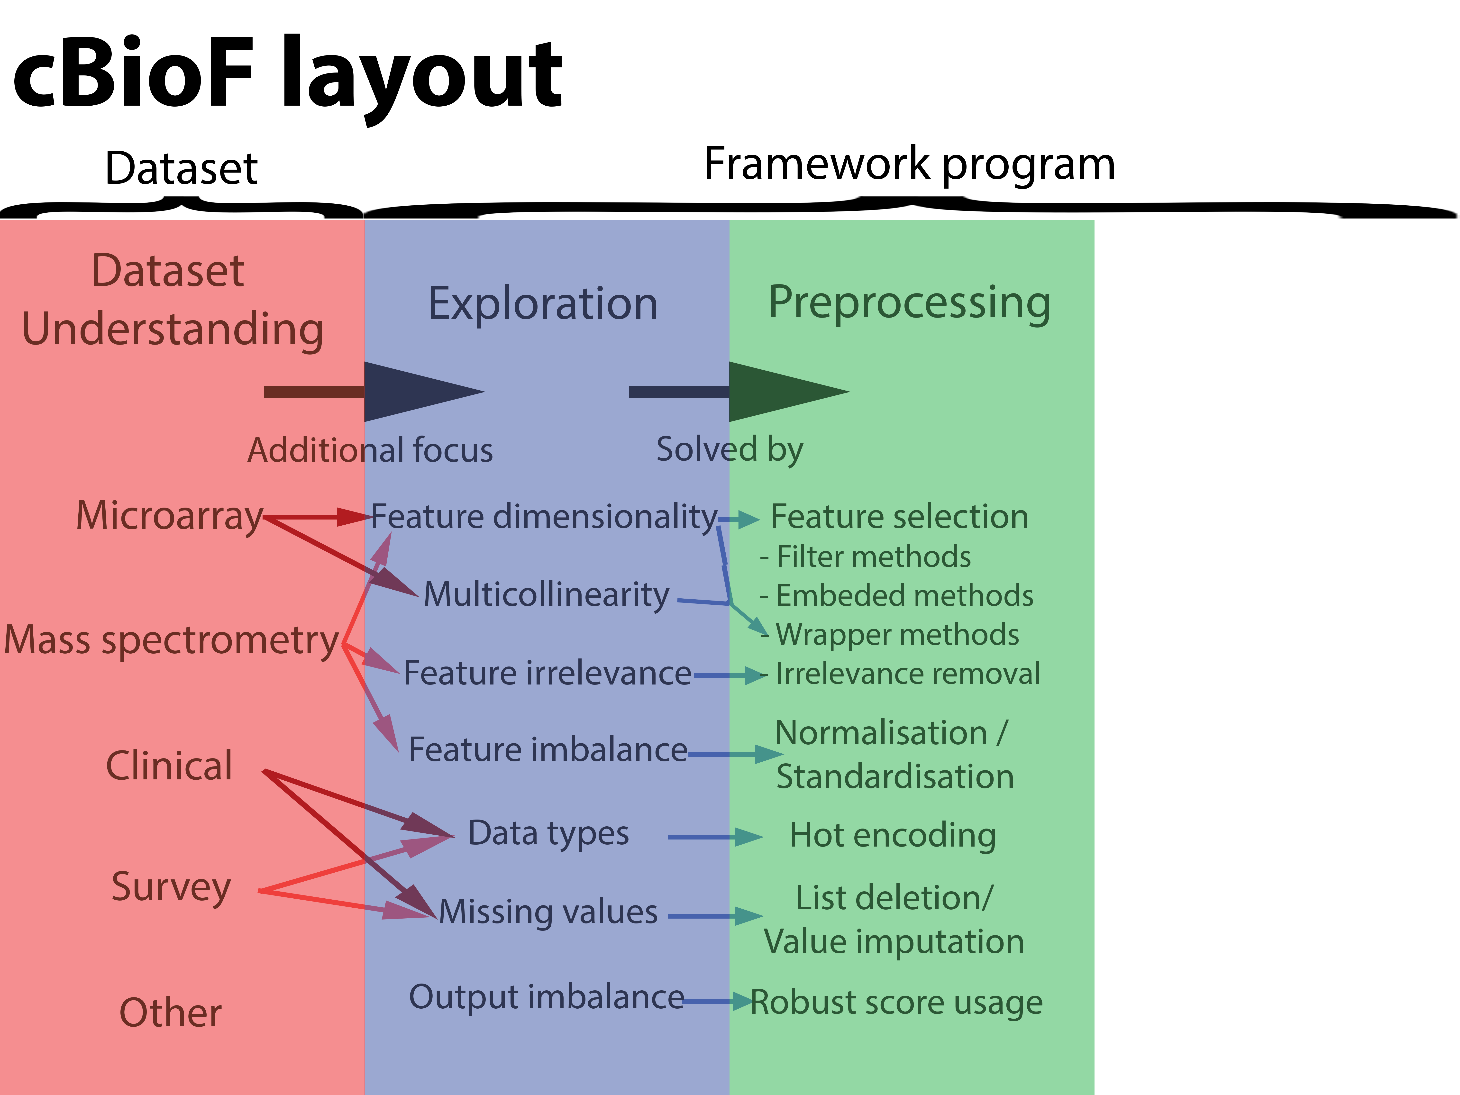 cBioF layout
Dataset
Framework program
Dataset
Understanding
Exploration
Preprocessing
Additional focus
Solved by
Microarray
Mass spectrometry
Clinical
Survey
Other
Feature dimensionality
Multicollinearity
Feature irrelevance
Feature imbalance
Data types
Missing values
Output imbalance
Feature selection
- Filter methods
- Embeded methods
- Wrapper methods
- Irrelevance removal
Normalisation /
Standardisation
Hot encoding
List deletion/
Value imputation
Robust score usage